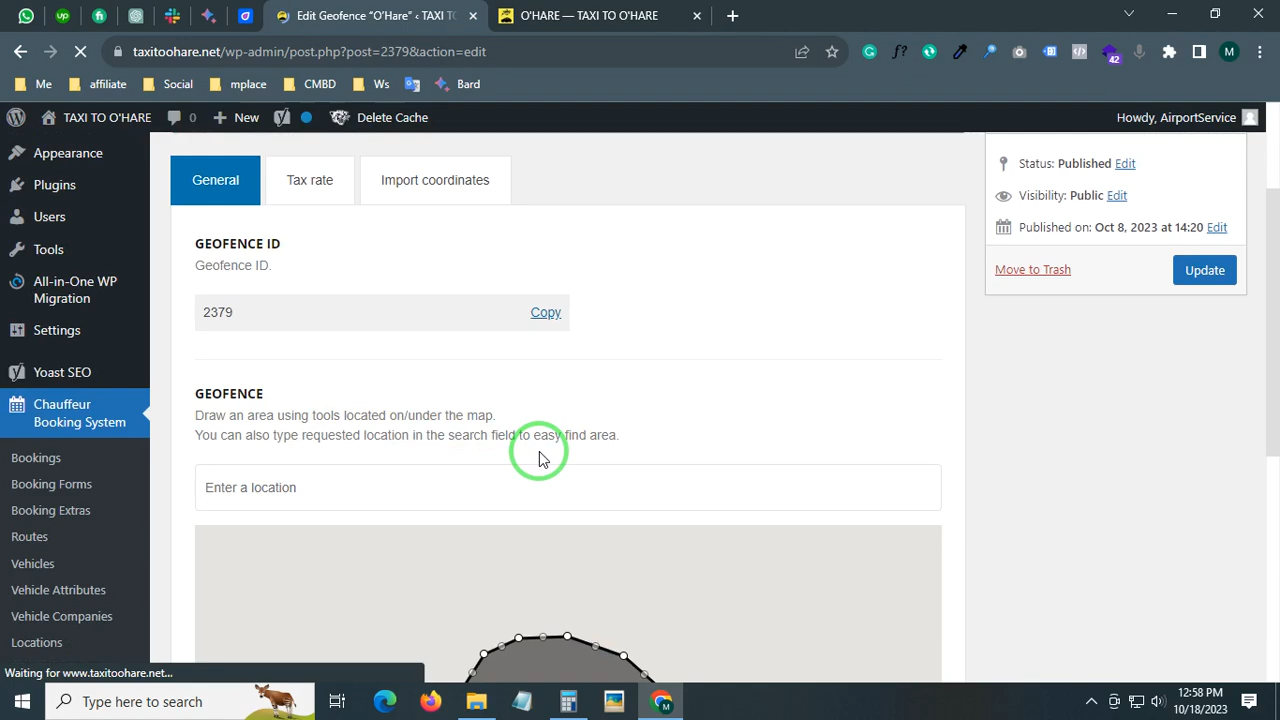 Edit Geofence “O’Hare” ‹ TAXI TO
O'HARE — TAXI TO O'HARE
taxitoohare.net/wp-admin/post.php?post=2379&action=edit
42
M
Me
affiliate
Social
mplace
CMBD
Ws
Bard
TAXI TO O'HARE
0
New
Delete Cache
Howdy, AirportService
Appearance
Plugins
Users
Tools
All-in-One WP
Migration
Settings
Yoast SEO
Chauffeur
Booking System
Bookings
Booking Forms
Booking Extras
Routes
Vehicles
Vehicle Attributes
Vehicle Companies
Locations
General
Tax rate
Import coordinates
GEOFENCE ID
Geofence ID.
2379
Copy
GEOFENCE
Draw an area using tools located on/under the map.
You can also type requested location in the search field to easy find area.
Enter a location
Status: Published Edit
Visibility: Public Edit
Published on: Oct 8, 2023 at 14:20 Edit
Move to Trash
Update
Waiting for www.taxitoohare.net...
Type here to search
12:58 PM
10/18/2023